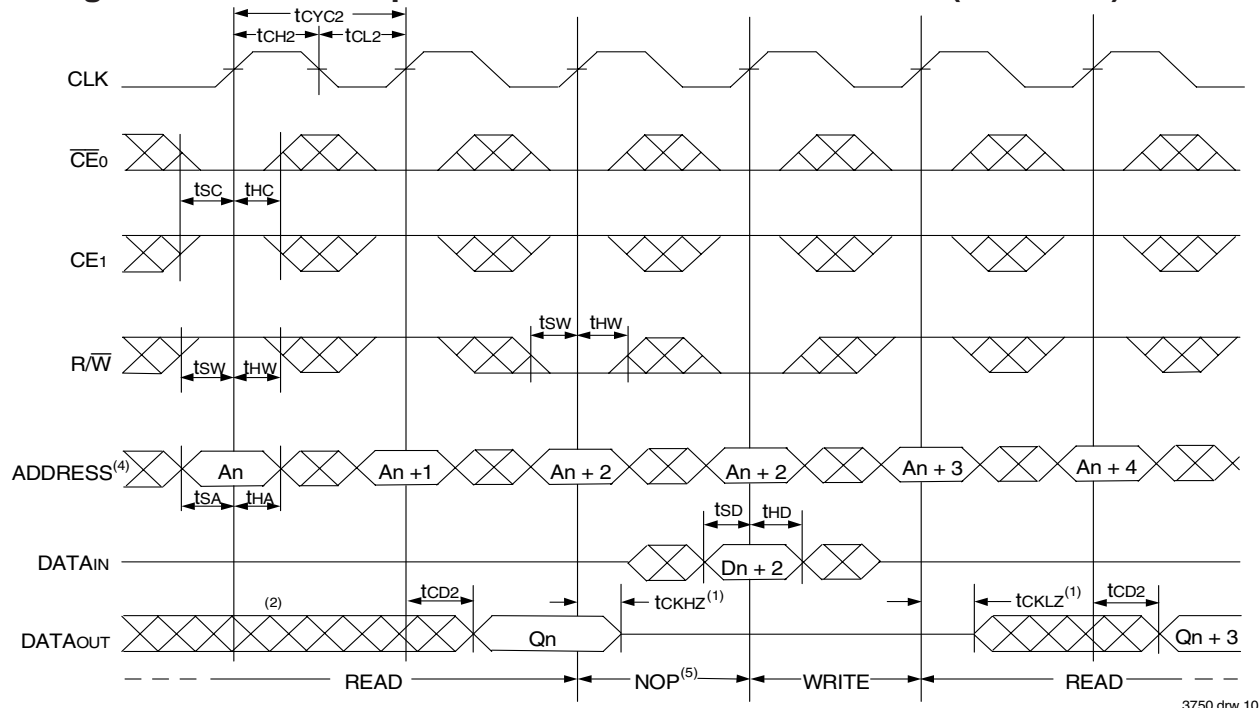 tCYC2
tCH2 tCL2
CLK
CE0
tSC tHC
CE1
tSW tHW
R/W
tSW tHW
ADDRESS(4) An An +1 An + 2 An + 2 An + 3 An + 4
tSA tHA
tSD tHD
DATAIN Dn + 2
tCD2 tCKHZ(1) tCKLZ(1) tCD2
(2)
DATAOUT Qn Qn + 3
READ NOP(5) WRITE READ
3750 drw 10